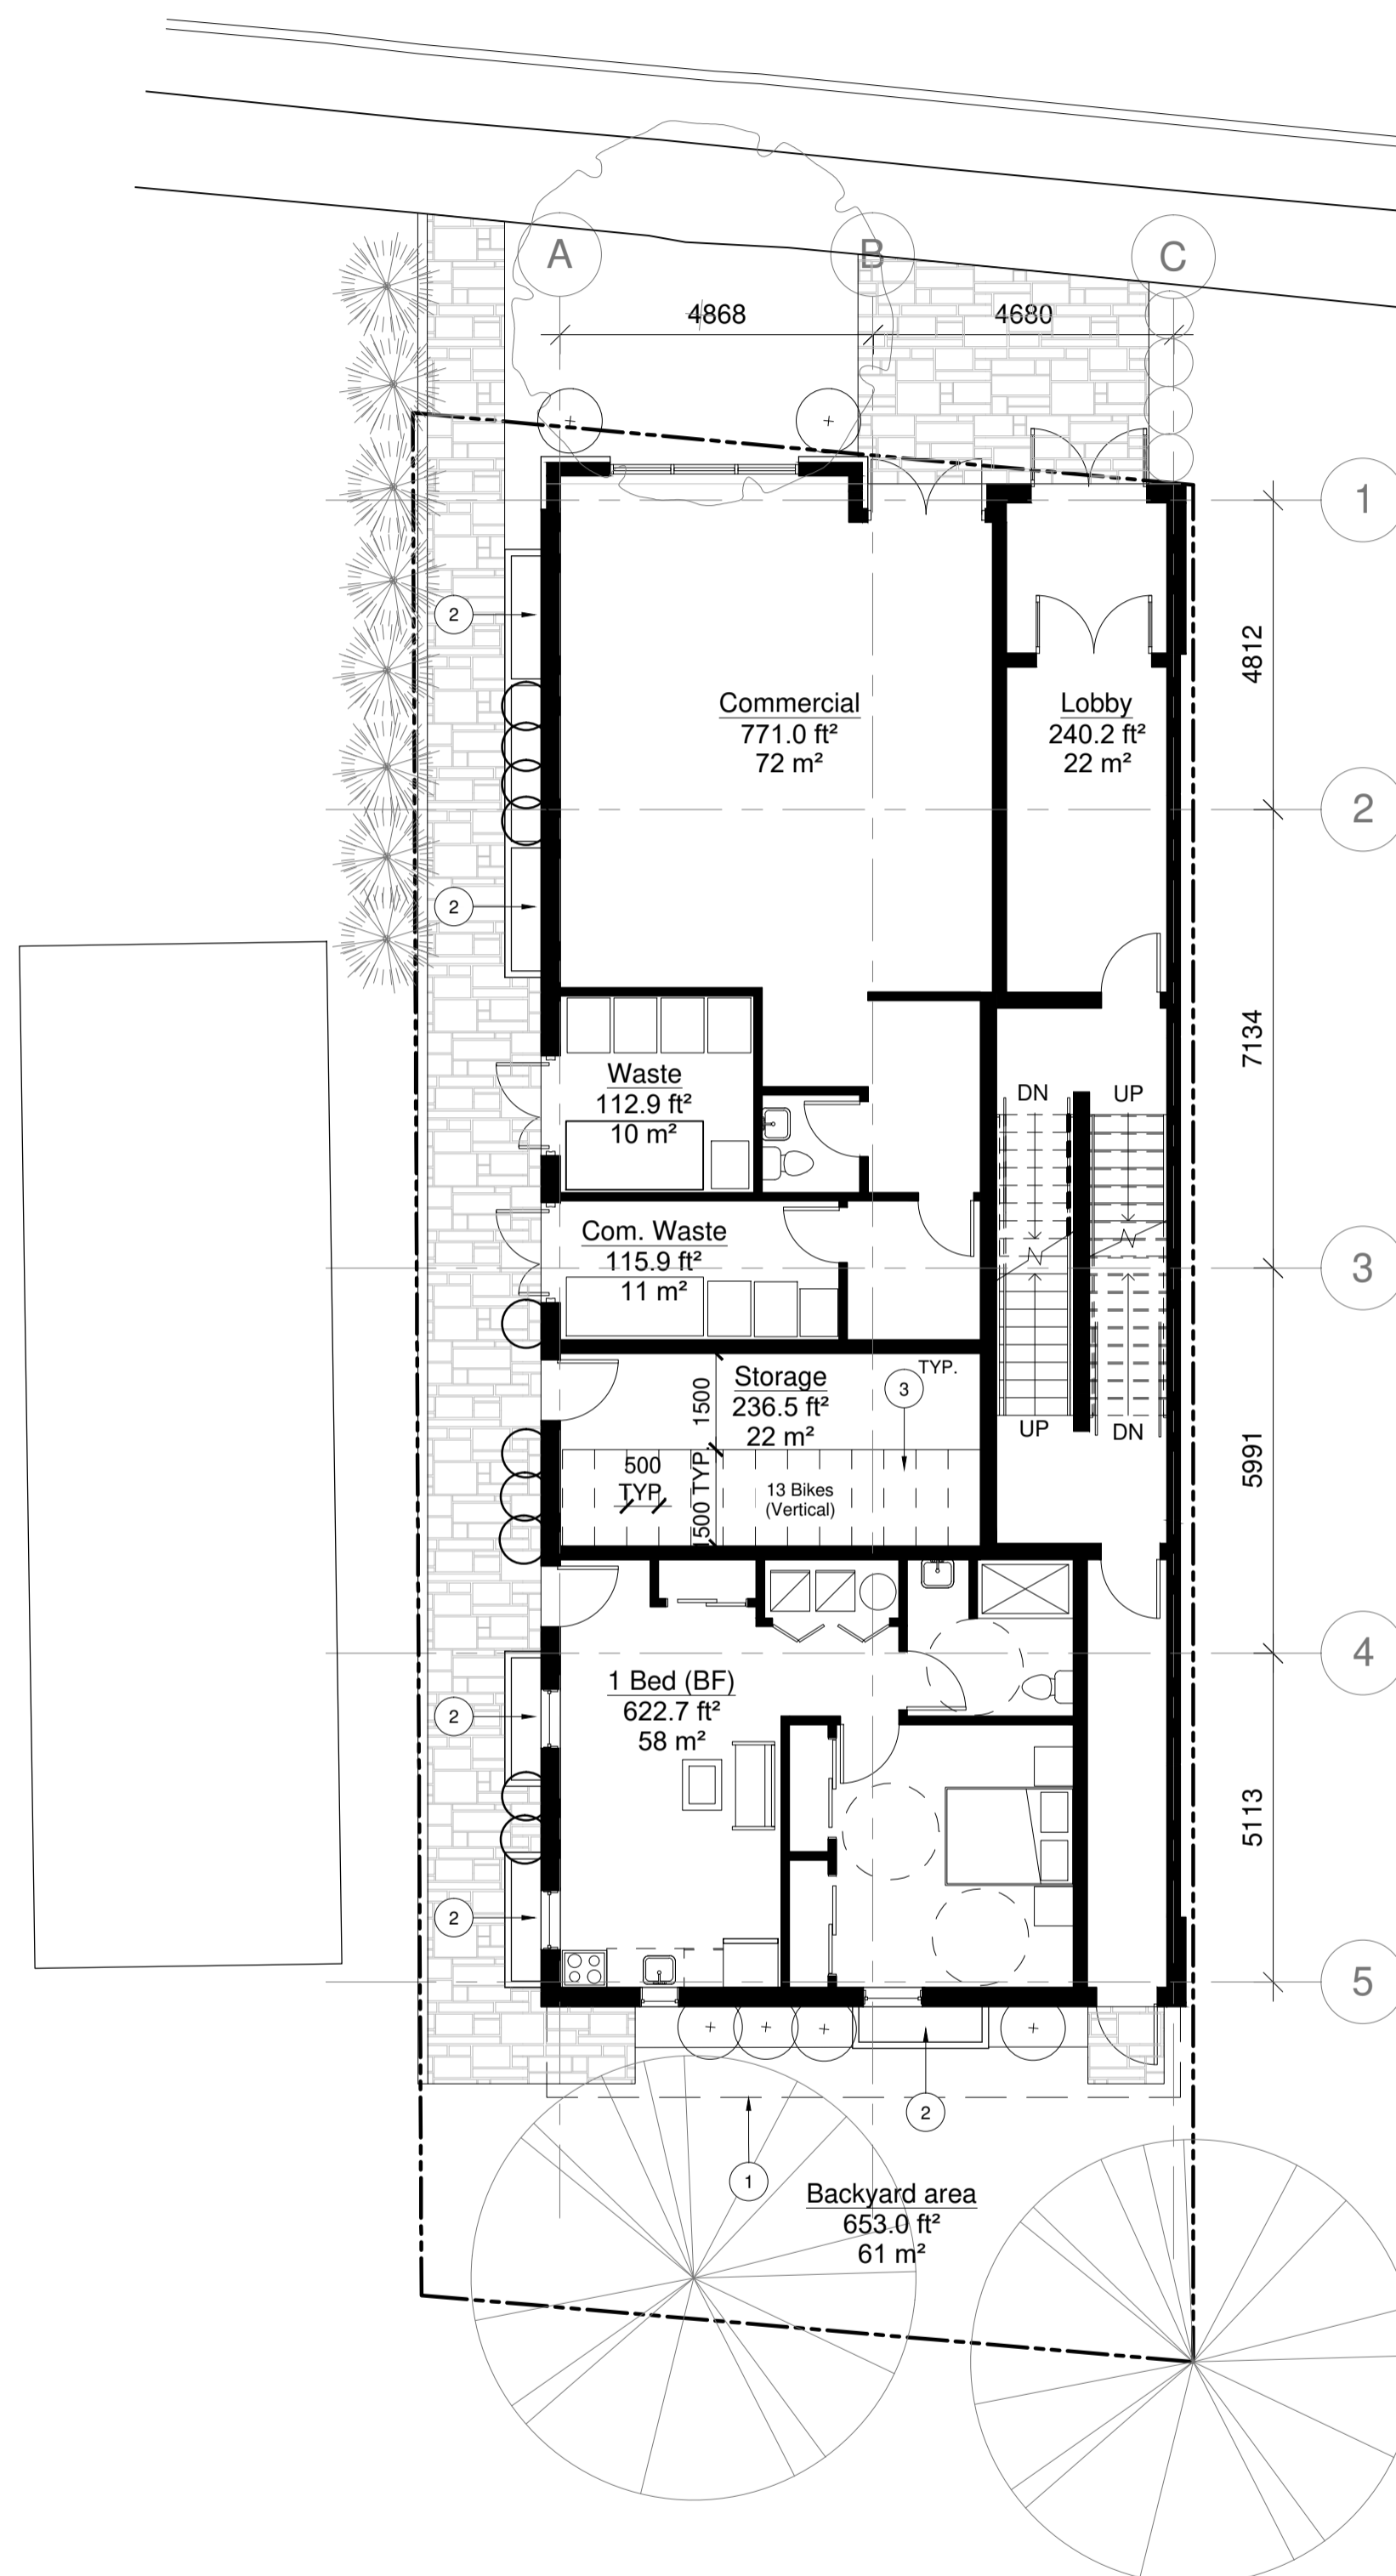 A
B
C
4868
4680
1
4812
2
Commercial
771.0 ft²
72 m²
Lobby
240.2 ft²
22 m²
2
2
7134
Waste
112.9 ft²
10 m²
DN
UP
Com. Waste
115.9 ft²
11 m²
3
Storage
236.5 ft²
22 m²
TYP.
3
1500
UP
DN
500
TYP.
1500 TYP.
13 Bikes
(Vertical)
5991
4
1 Bed (BF)
622.7 ft²
58 m²
2
5113
2
5
2
1
Backyard area
653.0 ft²
61 m²